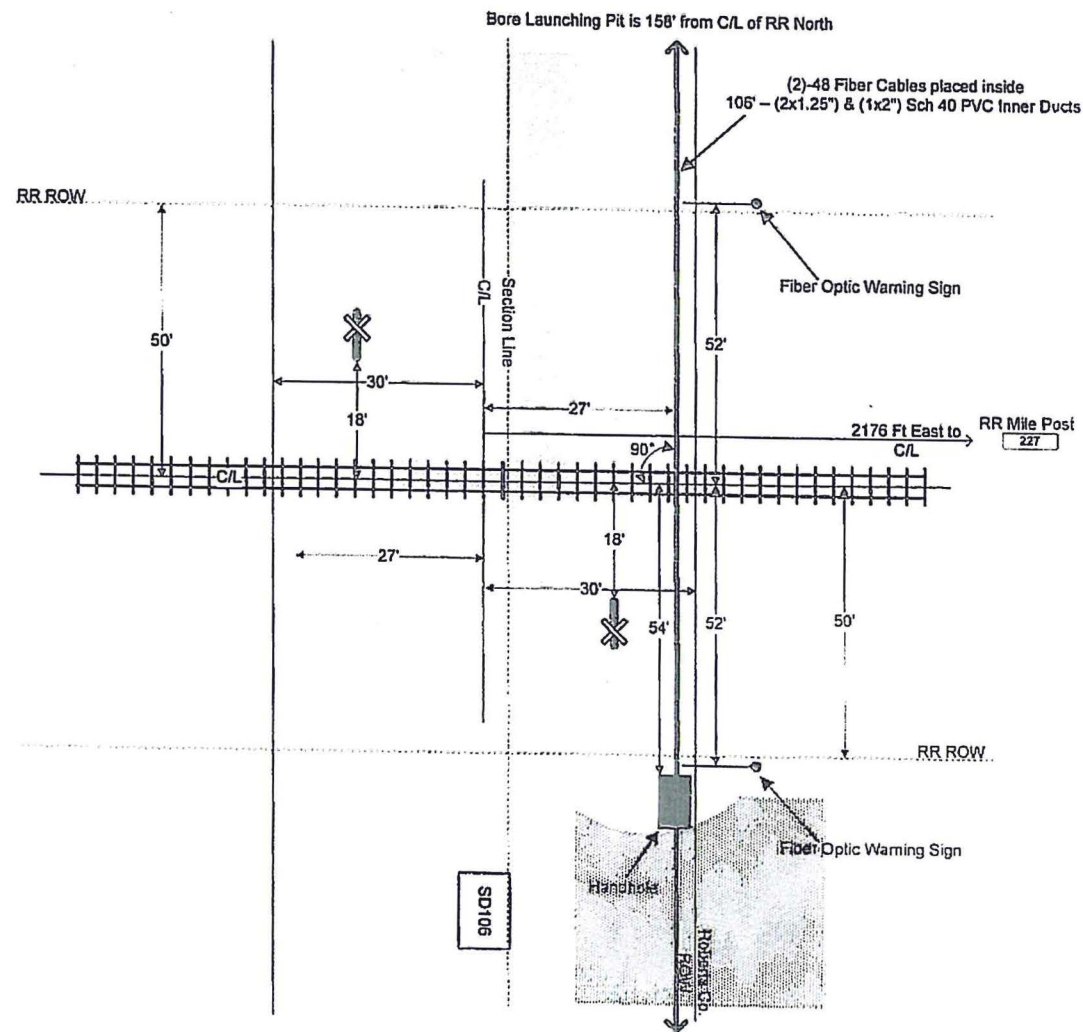 Bore Launching Pit is 158' from C/L of RR North
(2)-48 Fiber Cables placed inside
106' – (2x1.25") & (1x2") Sch 40 PVC Inner Ducts
RR ROW
Fiber Optic Warning Sign
C/L
Section Line
50'
52'
30'
18'
27'
2176 Ft East to
C/L
RR Mile Post
227
90°
C/L
18'
27'
30'
54'
52'
50'
RR ROW
Fiber Optic Warning Sign
Handhole
SD106
Roberts Co.
ROW